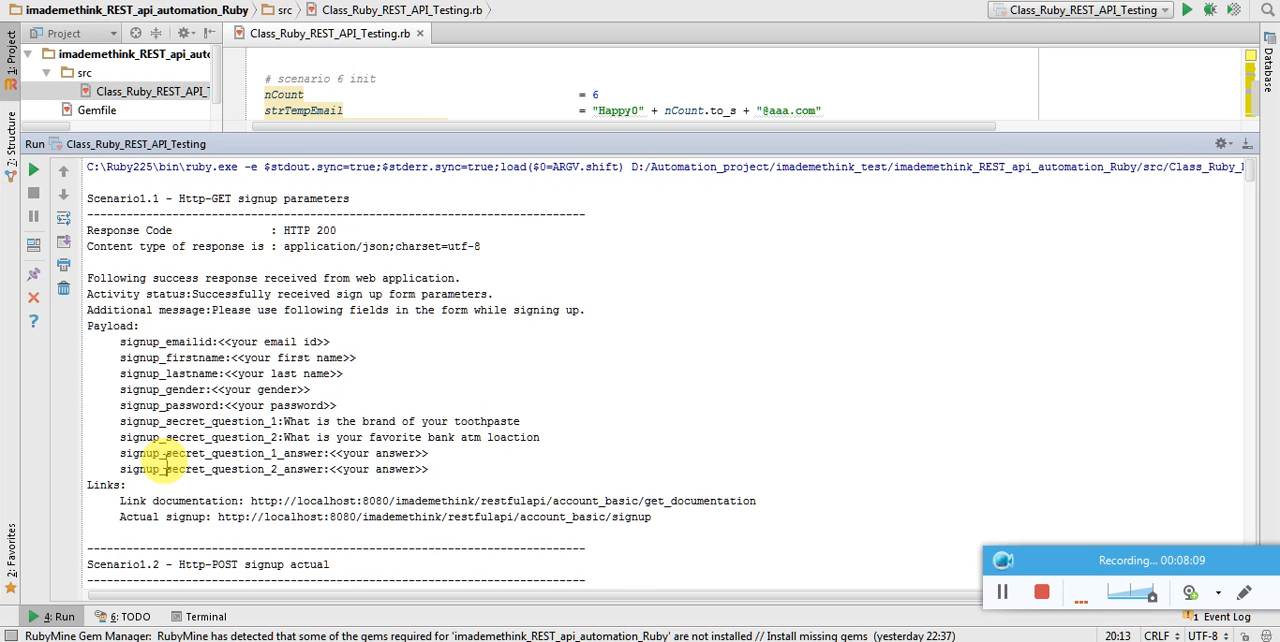 imademethink_REST_api_automation_Ruby
src
Class_Ruby_REST_API_Testing.rb
Class_Ruby_REST_API_Testing
Project
Class_Ruby_REST_API_Testing.rb
1: Project
imademethink_REST_api_auto
src
Class_Ruby_REST_API_T
Gemfile
# scenario 6 init
nCount = 6
strTempEmail = "Happy0" + nCount.to_s + "@aaa.com"
Database
Z: Structure
Run Class_Ruby_REST_API_Testing
C:\Ruby225\bin\ruby.exe -e $stdout.sync=true;$stderr.sync=true;load($0=ARGV.shift) D:/Automation_project/imademethink_test/imademethink_REST_api_automation_Ruby/src/Class_Ruby_
Scenario1.1 - Http-GET signup parameters
-----------------------------------------------------------------------------
Response Code : HTTP 200
Content type of response is : application/json;charset=utf-8
Following success response received from web application.
Activity status:Successfully received sign up form parameters.
Additional message:Please use following fields in the form while signing up.
Payload:
signup_emailid:<<your email id>>
signup_firstname:<<your first name>>
signup_lastname:<<your last name>>
signup_gender:<<your gender>>
signup_password:<<your password>>
signup_secret_question_1:What is the brand of your toothpaste
signup_secret_question_2:What is your favorite bank atm loaction
signup_secret_question_1_answer:<<your answer>>
signup_secret_question_2_answer:<<your answer>>
Links:
Link documentation: http://localhost:8080/imademethink/restfulapi/account_basic/get_documentation
Actual signup: http://localhost:8080/imademethink/restfulapi/account_basic/signup
-----------------------------------------------------------------------------
Scenario1.2 - Http-POST signup actual
-----------------------------------------------------------------------------
2: Favorites
Recording... 00:08:09
4: Run
6: TODO
Terminal
1 Event Log
RubyMine Gem Manager: RubyMine has detected that some of the gems required for 'imademethink_REST_api_automation_Ruby' are not installed // Install missing gems (yesterday 22:37)
20:13 CRLF UTF-8